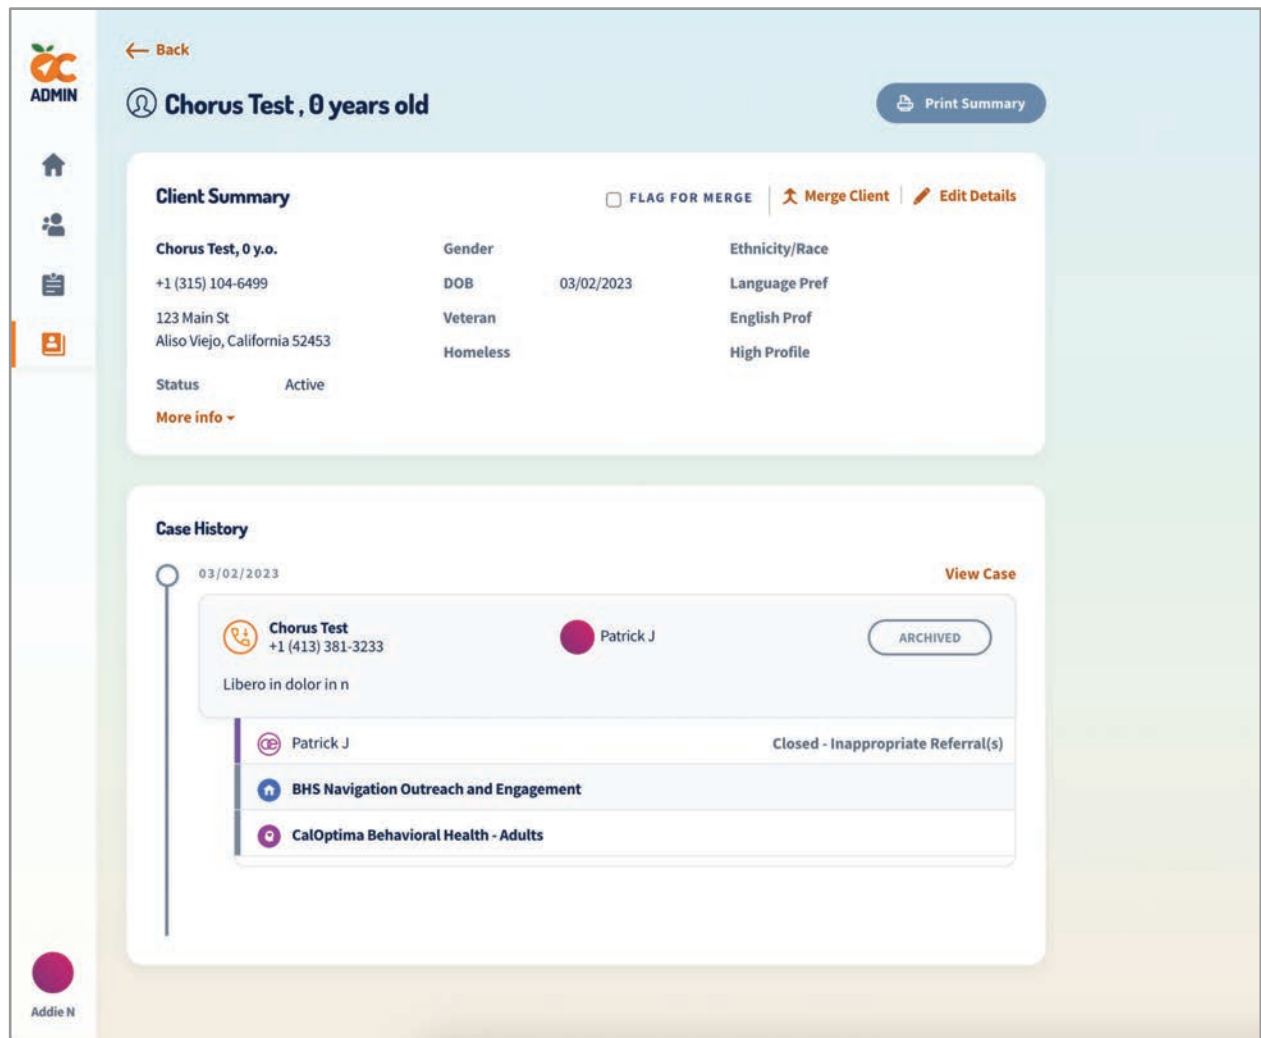 Back
OC
ADMIN
Chorus Test , 0 years old
Print Summary
Client Summary
FLAG FOR MERGE
Merge Client
Edit Details
Chorus Test, 0 y.o.
Gender
Ethnicity/Race
+1 (315) 104-6499
DOB 03/02/2023
Language Pref
123 Main St
Veteran
English Prof
Aliso Viejo, California 52453
Homeless
High Profile
Status Active
More info
Case History
03/02/2023
View Case
Chorus Test
+1 (413) 381-3233
Patrick J
ARCHIVED
Libero in dolor in n
Patrick J
Closed - Inappropriate Referral(s)
BHS Navigation Outreach and Engagement
CalOptima Behavioral Health - Adults
Addie N